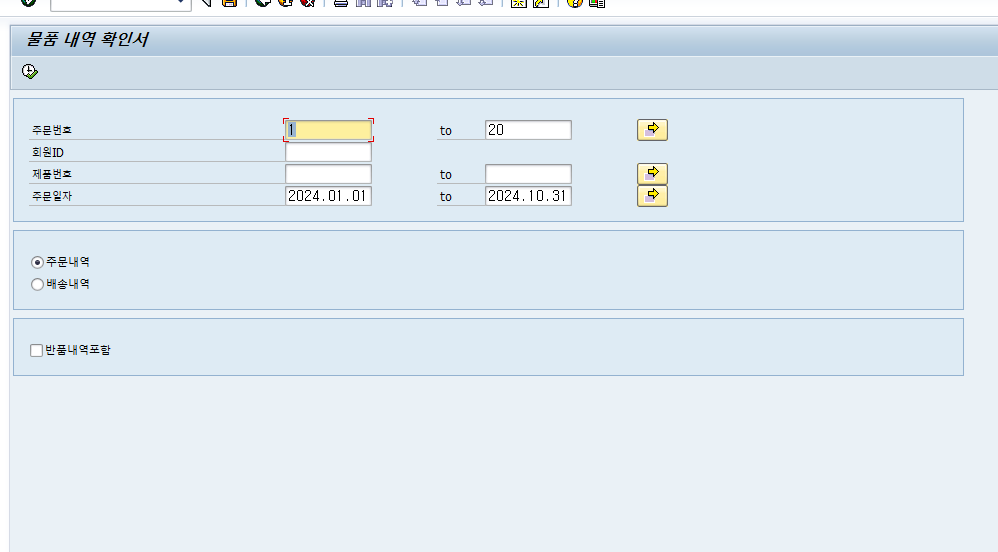 물품 내역 확인서
주문번호 1 to 20
회원ID
제품번호 to
주문일자 2024.01.01 to 2024.10.31
주문내역
배송내역
반품내역포함